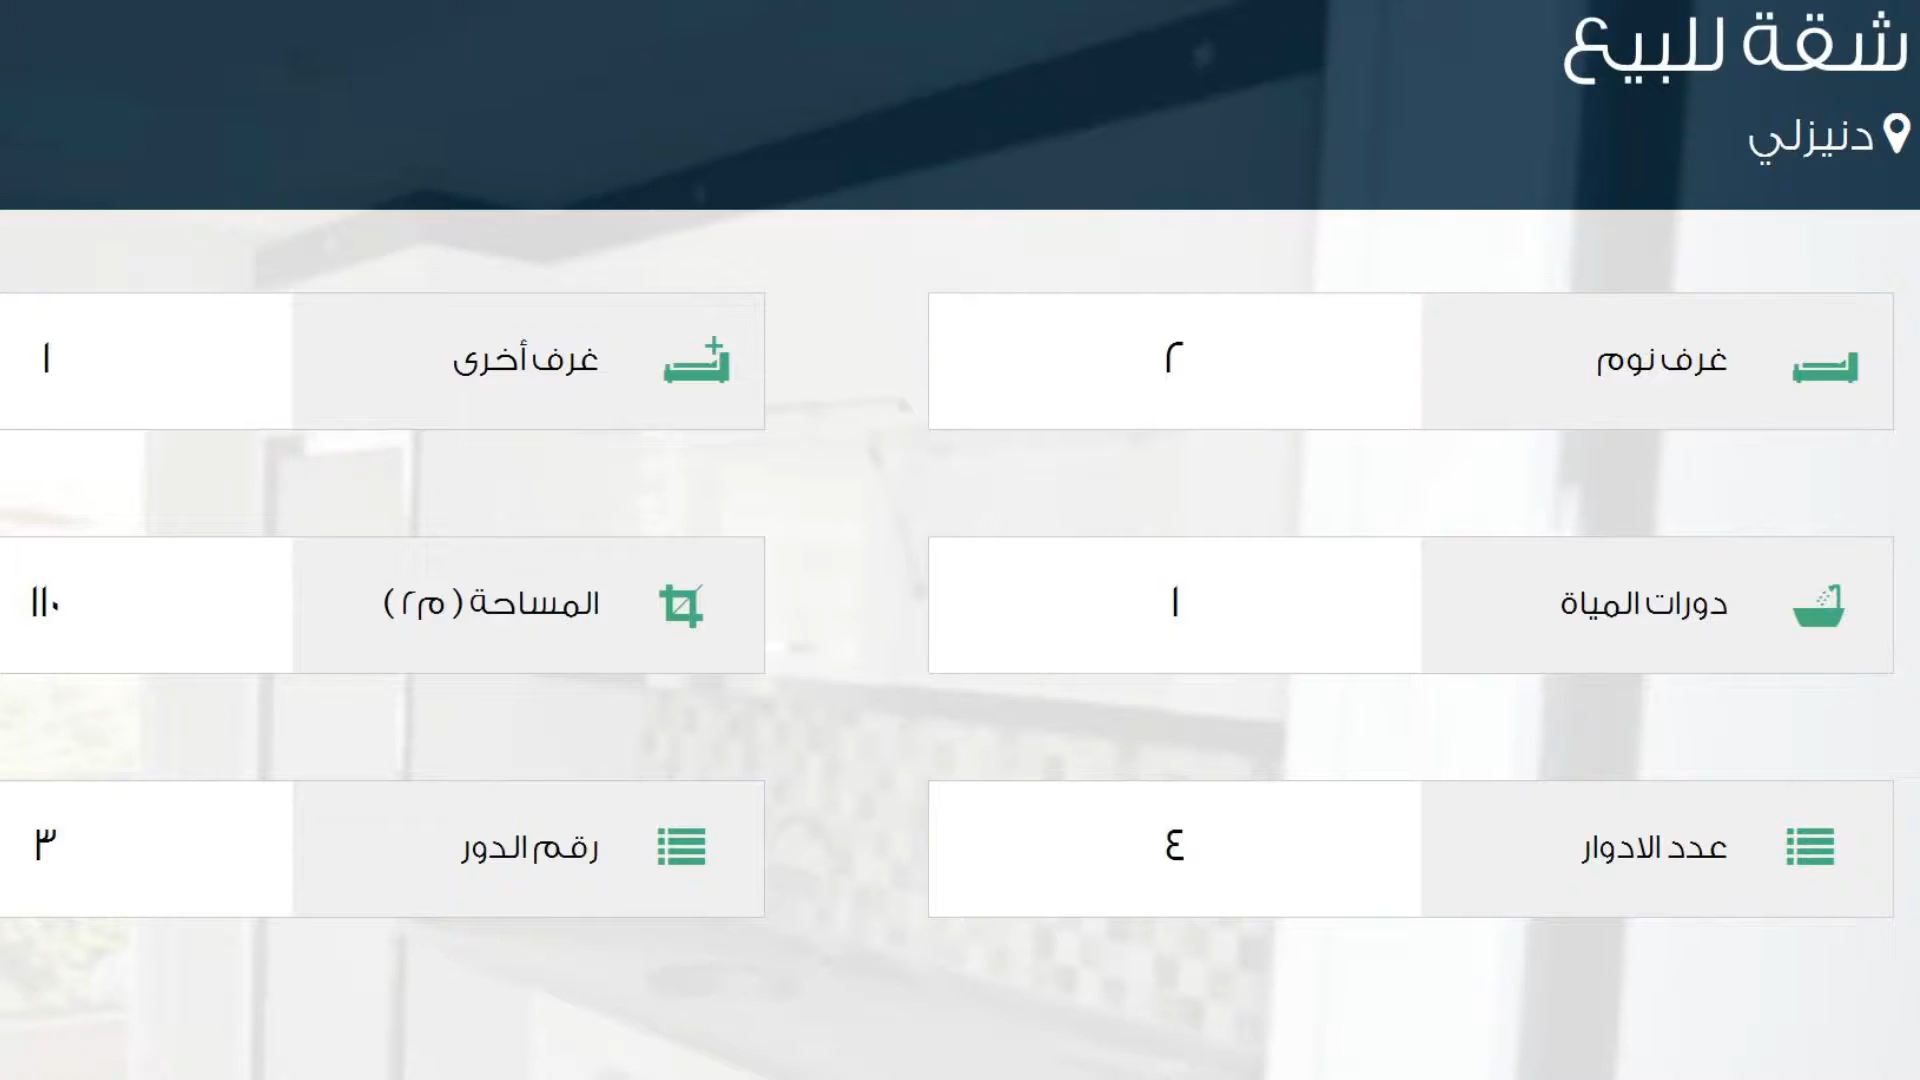 شقة للبيع
دنيزلي
غرف نوم ٢
غرف أخرى ١
دورات المياة ١
المساحة (م٢) ١١٠
عدد الادوار ٤
رقم الدور ٣